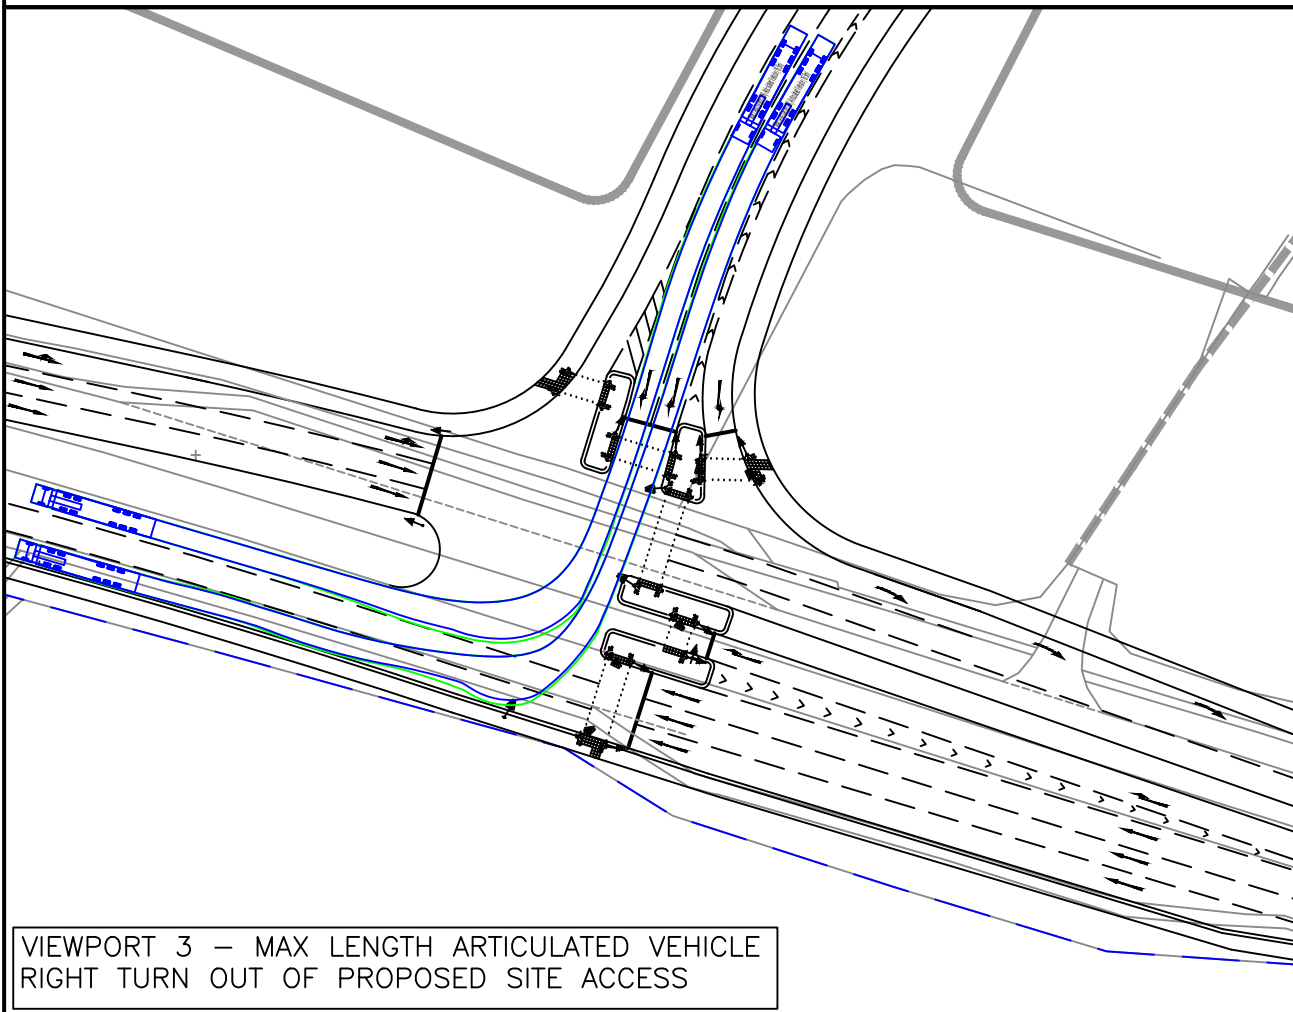 VIEWPORT 3 – MAX LENGTH ARTICULATED VEHICLE
RIGHT TURN OUT OF PROPOSED SITE ACCESS